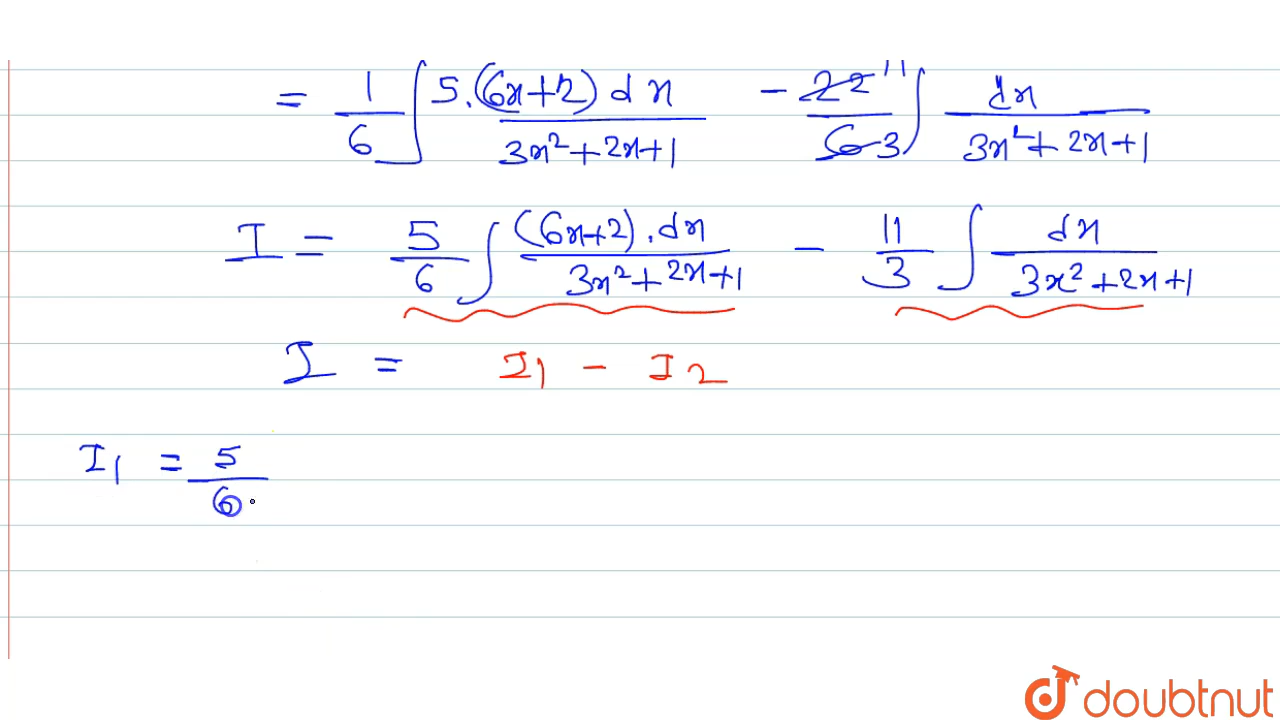 = 1/6 ∫ 5.(6x+2) dx / 3x²+2x+1 - 22 11 / 6 3 ∫ dx / 3x²+2x+1
I = 5/6 ∫ (6x+2).dx / 3x²+2x+1 - 11/3 ∫ dx / 3x²+2x+1
I = I₁ - I₂
I₁ = 5/6
doubtnut